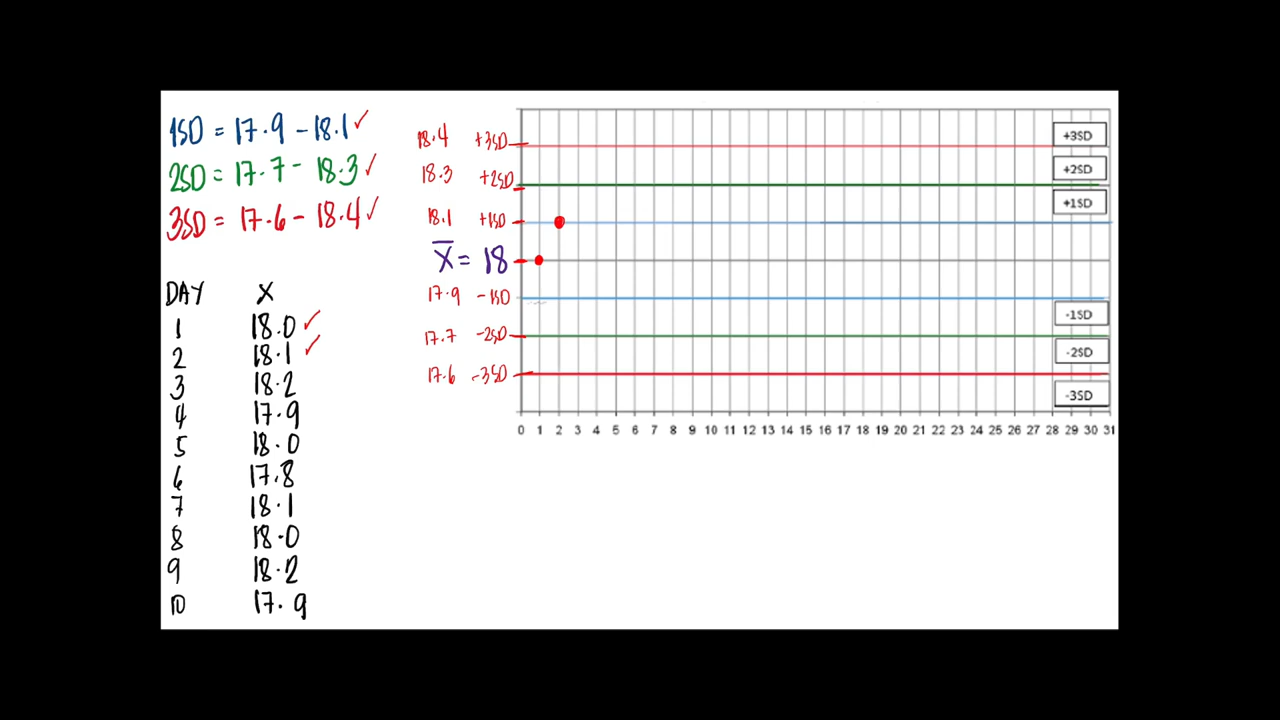 1SD = 17.9 - 18.1 ✓
2SD = 17.7 - 18.3 ✓
3SD = 17.6 - 18.4 ✓
DAY X
1 18.0 ✓
2 18.1 ✓
3 18.2
4 17.9
5 18.0
6 17.8
7 18.1
8 18.0
9 18.2
10 17.9
18.4 +3SD
18.3 +2SD
18.1 +1SD
X̄ = 18
17.9 -1SD
17.7 -2SD
17.6 -3SD
+3SD
+2SD
+1SD
-1SD
-2SD
-3SD
0 1 2 3 4 5 6 7 8 9 10 11 12 13 14 15 16 17 18 19 20 21 22 23 24 25 26 27 28 29 30 31